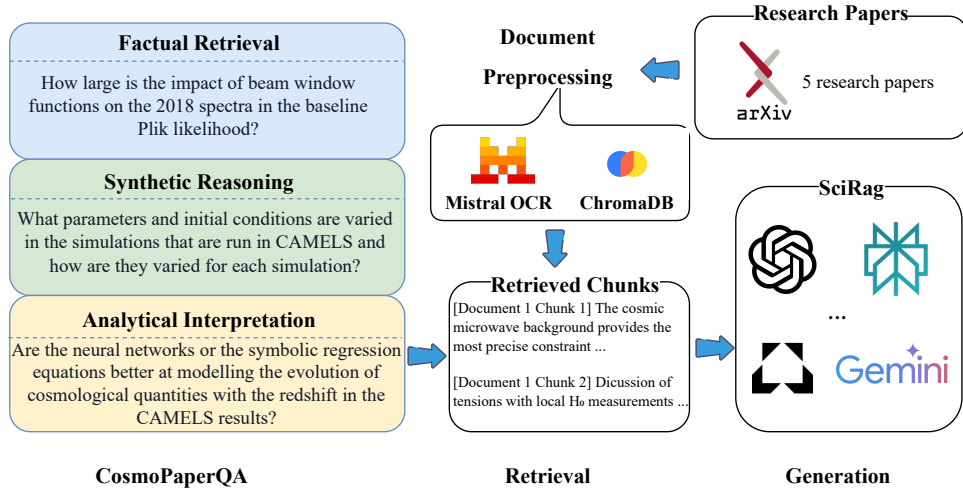 Factual Retrieval
How large is the impact of beam window
functions on the 2018 spectra in the baseline
Plik likelihood?
Synthetic Reasoning
What parameters and initial conditions are varied
in the simulations that are run in CAMELS and
how are they varied for each simulation?
Analytical Interpretation
Are the neural networks or the symbolic regression
equations better at modelling the evolution of
cosmological quantities with the redshift in the
CAMELS results?
CosmoPaperQA
Document
Preprocessing
Mistral OCR
ChromaDB
Retrieved Chunks
[Document 1 Chunk 1] The cosmic
microwave background provides the
most precise constraint ...
[Document 1 Chunk 2] Dicussion of
tensions with local H₀ measurements ...
Retrieval
Research Papers
arXiv
5 research papers
SciRag
...
Gemini
Generation